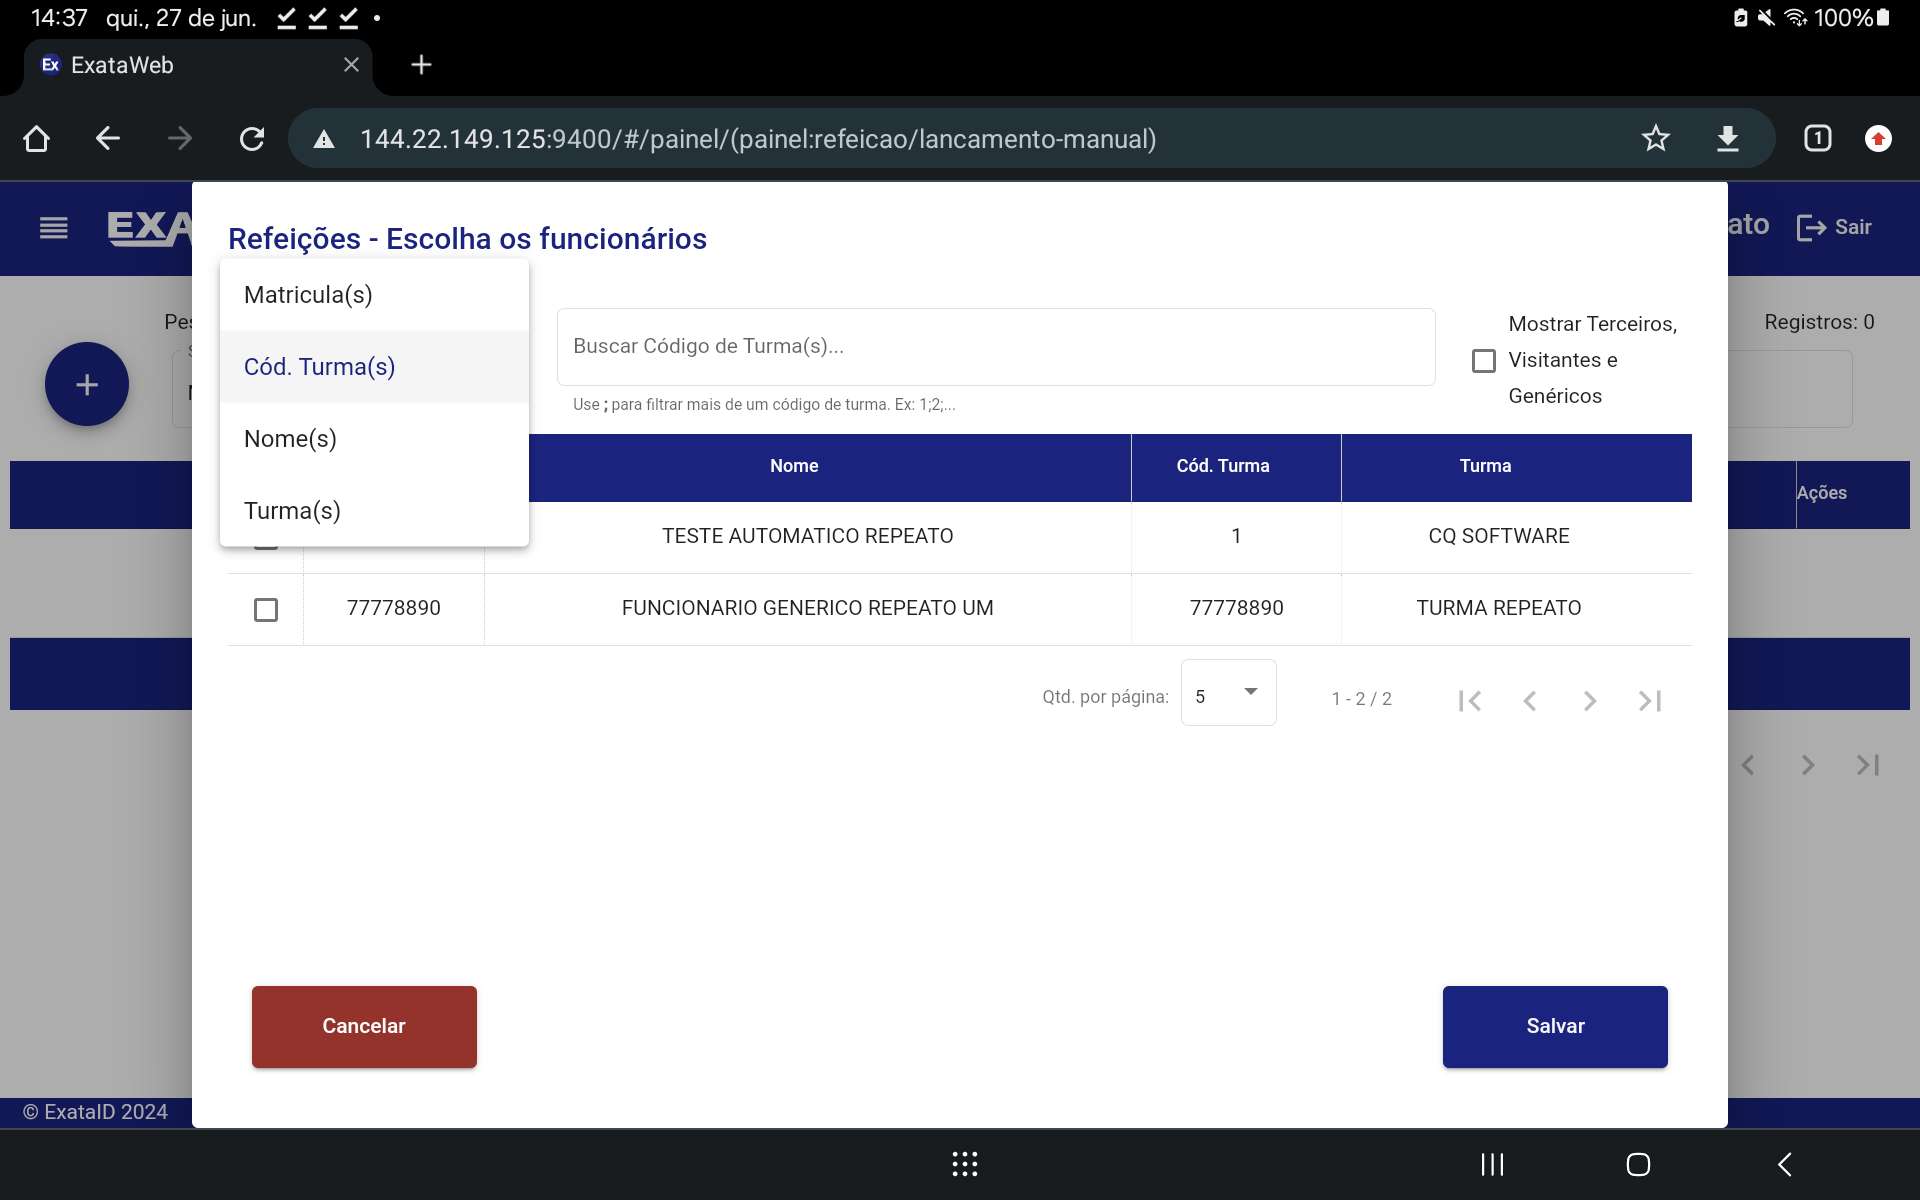 14:37 qui., 27 de jun. 100%
Ex ExataWeb
144.22.149.125:9400/#/painel/(painel:refeicao/lancamento-manual) 1
EXA ato Sair
Refeições - Escolha os funcionários
Matricula(s)
Cód. Turma(s)
Nome(s)
Turma(s)
Buscar Código de Turma(s)...
Use ; para filtrar mais de um código de turma. Ex: 1;2;...
Mostrar Terceiros,
Visitantes e
Genéricos
Pes
Registros: 0
Nome Cód. Turma Turma
Ações
TESTE AUTOMATICO REPEATO 1 CQ SOFTWARE
77778890 FUNCIONARIO GENERICO REPEATO UM 77778890 TURMA REPEATO
Qtd. por página: 5 1 - 2 / 2
Cancelar Salvar
© ExataID 2024